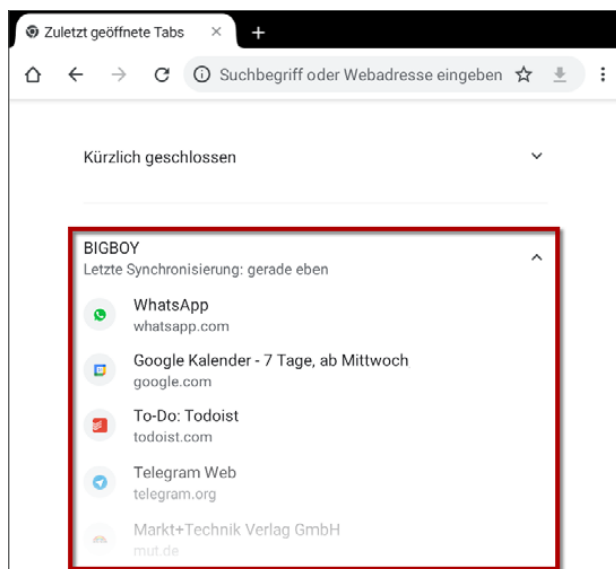 Zuletzt geöffnete Tabs
Suchbegriff oder Webadresse eingeben
Kürzlich geschlossen
BIGBOY
Letzte Synchronisierung: gerade eben
WhatsApp
whatsapp.com
Google Kalender - 7 Tage, ab Mittwoch
google.com
To-Do: Todoist
todoist.com
Telegram Web
telegram.org
Markt+Technik Verlag GmbH
mut.de